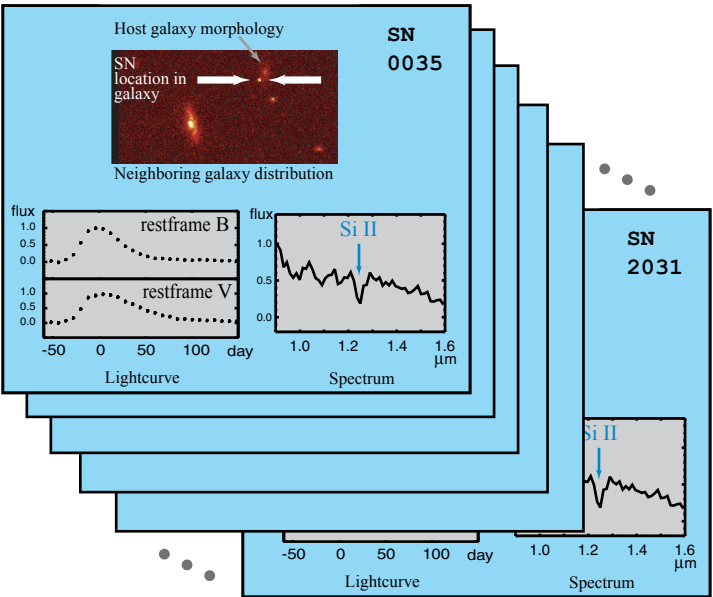 Host galaxy morphology
SN
0035
SN
location in
galaxy
Neighboring galaxy distribution
flux
restframe B
1.0
0.5
0.0
restframe V
1.0
0.5
0.0
-50 0 50 100 day
Lightcurve
flux
Si II
1.0
0.5
0.0
1.0 1.2 1.4 1.6
μm
Spectrum
SN
2031
Si II
-50 0 50 100 day
Lightcurve
1.0 1.2 1.4 1.6
μm
Spectrum